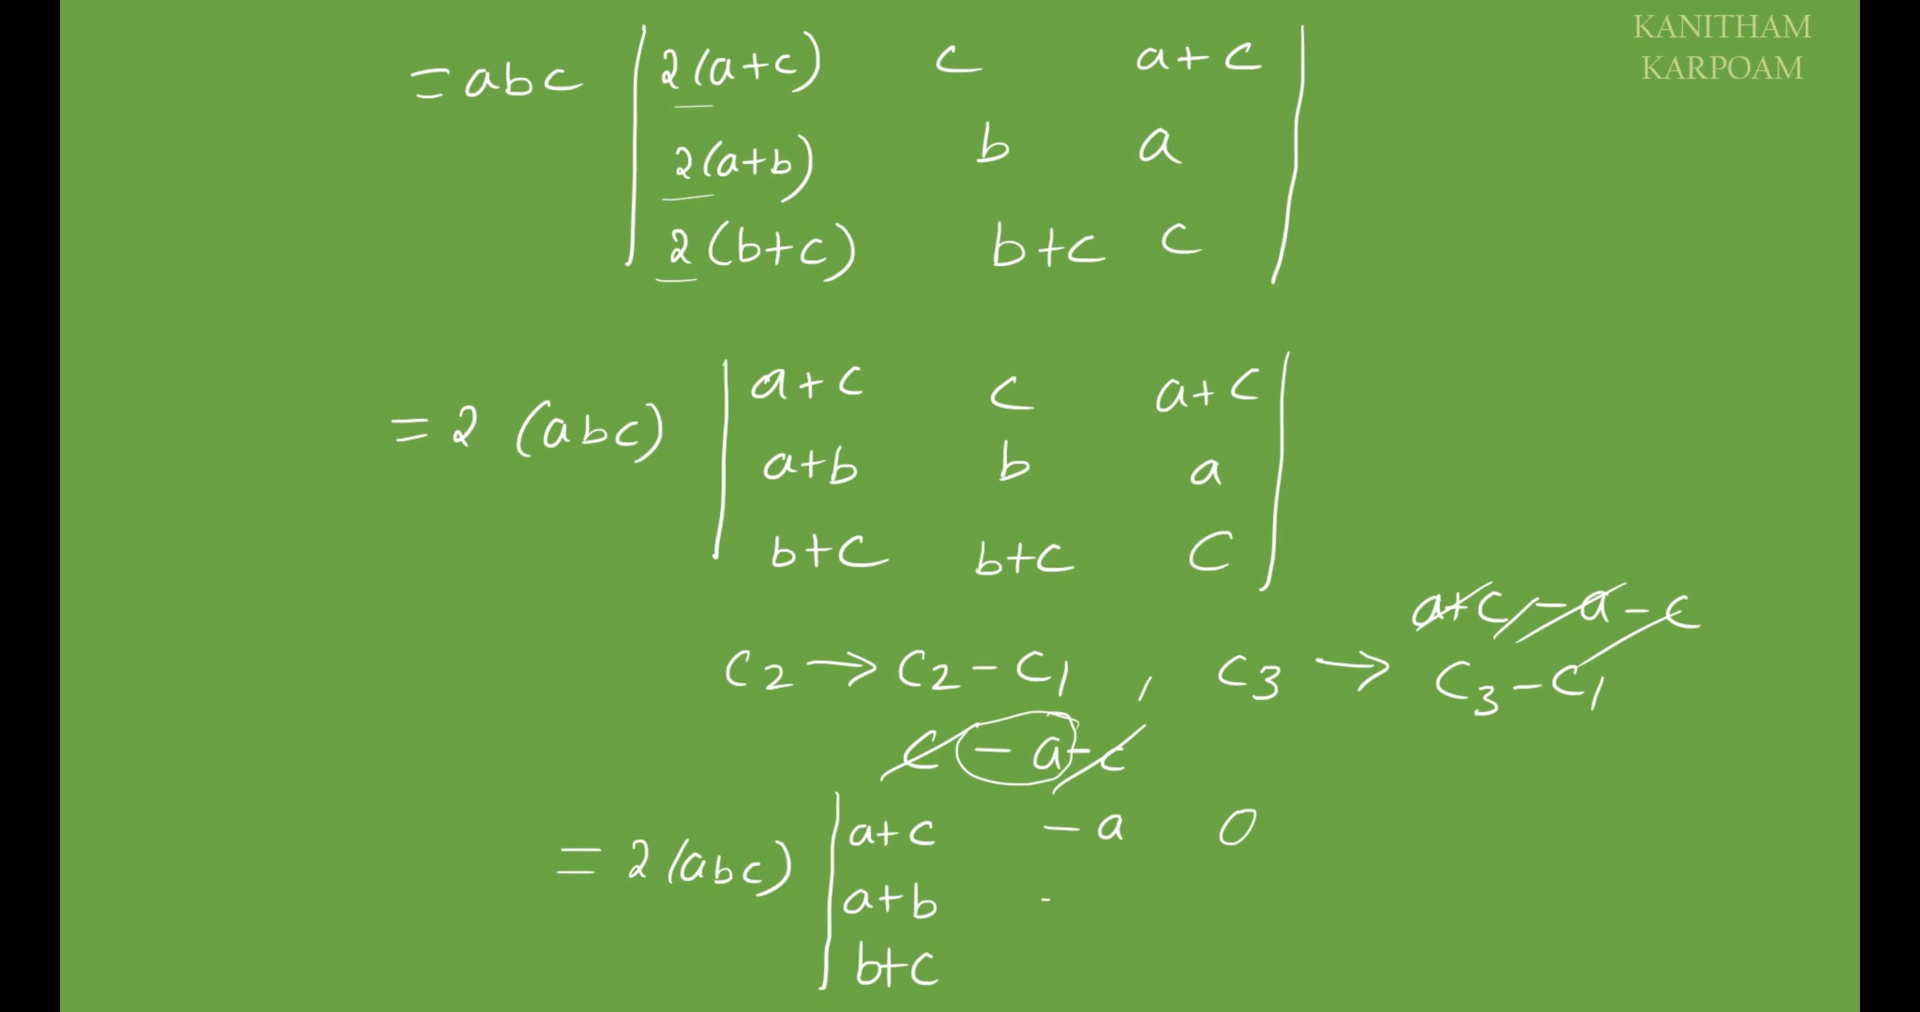 KANITHAM
KARPOAM
= abc | 2(a+c) c a+c |
2(a+b) b a
2(b+c) b+c c
= 2 (abc) | a+c c a+c |
a+b b a
b+c b+c c
a+c - a - c
C2 → C2 - C1 , C3 → C3 - C1
c - a - c
= 2 (abc) | a+c - a 0
a+b -
b+c